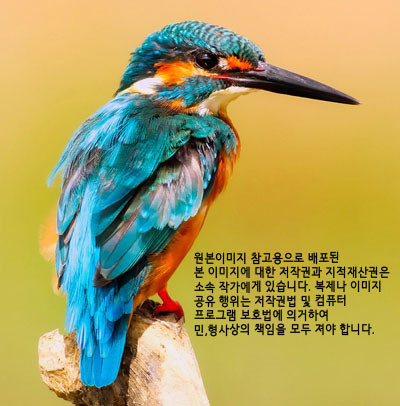 원본이미지 참고용으로 배포된
본 이미지에 대한 저작권과 지적재산권은
소속 작가에게 있습니다. 복제나 이미지
공유 행위는 저작권법 및 컴퓨터
프로그램 보호법에 의거하여
민,형사상의 책임을 모두 져야 합니다.